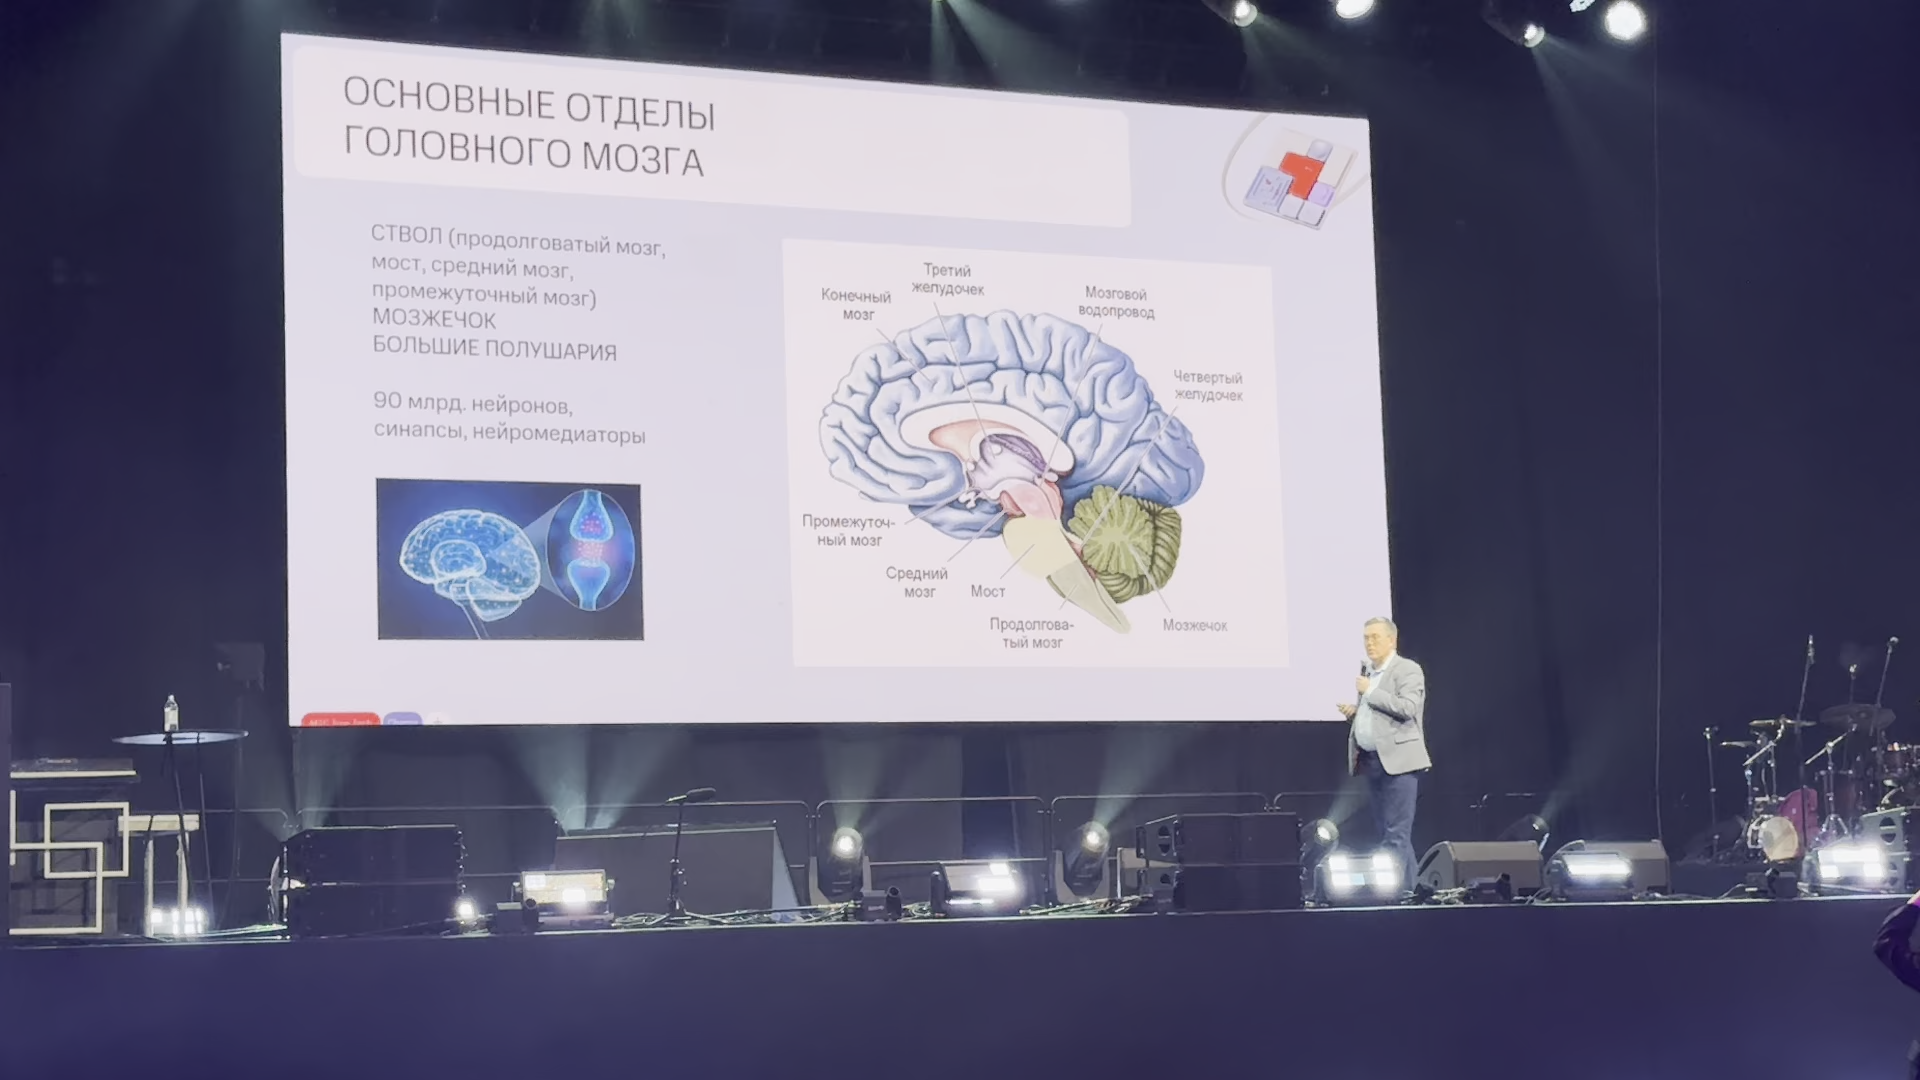 ОСНОВНЫЕ ОТДЕЛЫ
ГОЛОВНОГО МОЗГА
СТВОЛ (продолговатый мозг,
мост, средний мозг,
промежуточный мозг)
МОЗЖЕЧОК
БОЛЬШИЕ ПОЛУШАРИЯ
90 млрд. нейронов,
синапсы, нейромедиаторы
Третий
желудочек
Конечный
мозг
Мозговой
водопровод
Четвертый
желудочек
Промежуточ-
ный мозг
Средний
мозг
Мост
Продолгова-
тый мозг
Мозжечок